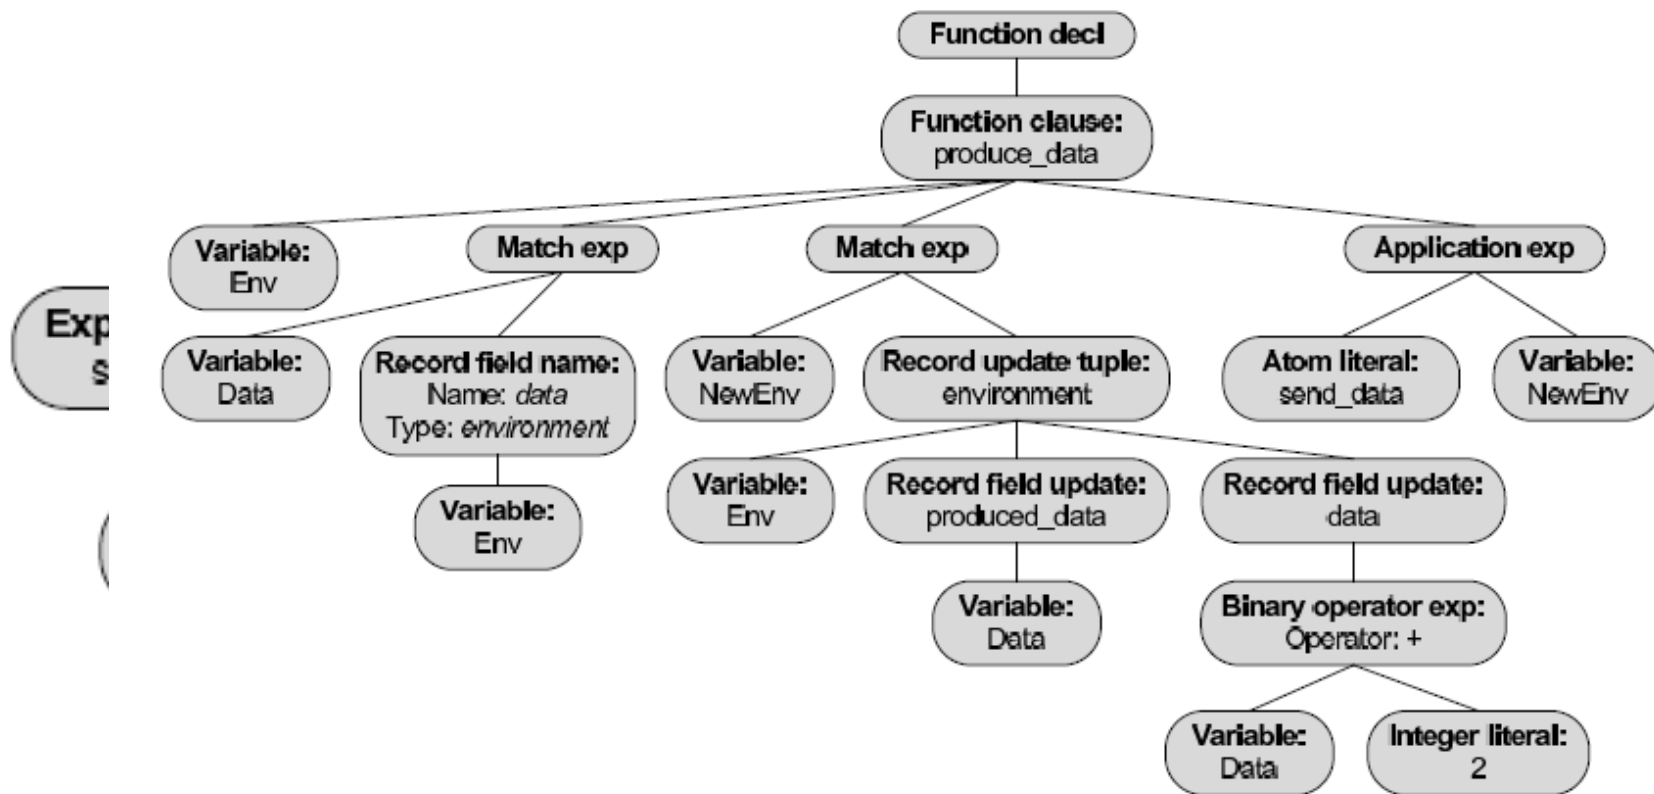 Function decl
Function clause:
produce_data
Variable:
Env
Match exp
Match exp
Application exp
Exp
Variable:
Data
Record field name:
Name: data
Type: environment
Variable:
NewEnv
Record update tuple:
environment
Atom literal:
send_data
Variable:
NewEnv
Variable:
Env
Variable:
Env
Record field update:
produced_data
Record field update:
data
Variable:
Data
Binary operator exp:
Operator: +
Variable:
Data
Integer literal:
2